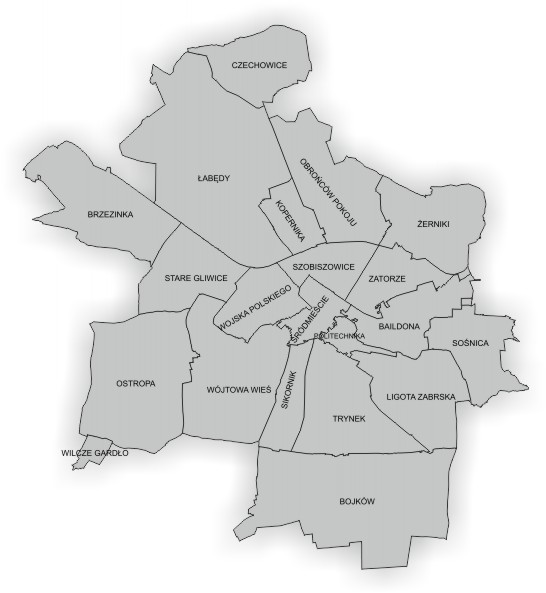 CZECHOWICE
ŁABĘDY
OBROŃCÓW POKOJU
BRZEZINKA
KOPERNIKA
ŻERNIKI
SZOBISZOWICE
STARE GLIWICE
ZATORZE
WOJSKA POLSKIEGO
ŚRÓDMIEŚCIE
BAILDONA
POLITECHNIKA
SOŚNICA
OSTROPA
WÓJTOWA WIEŚ
SIKORNIK
LIGOTA ZABRSKA
TRYNEK
WILCZE GARDŁO
BOJKÓW